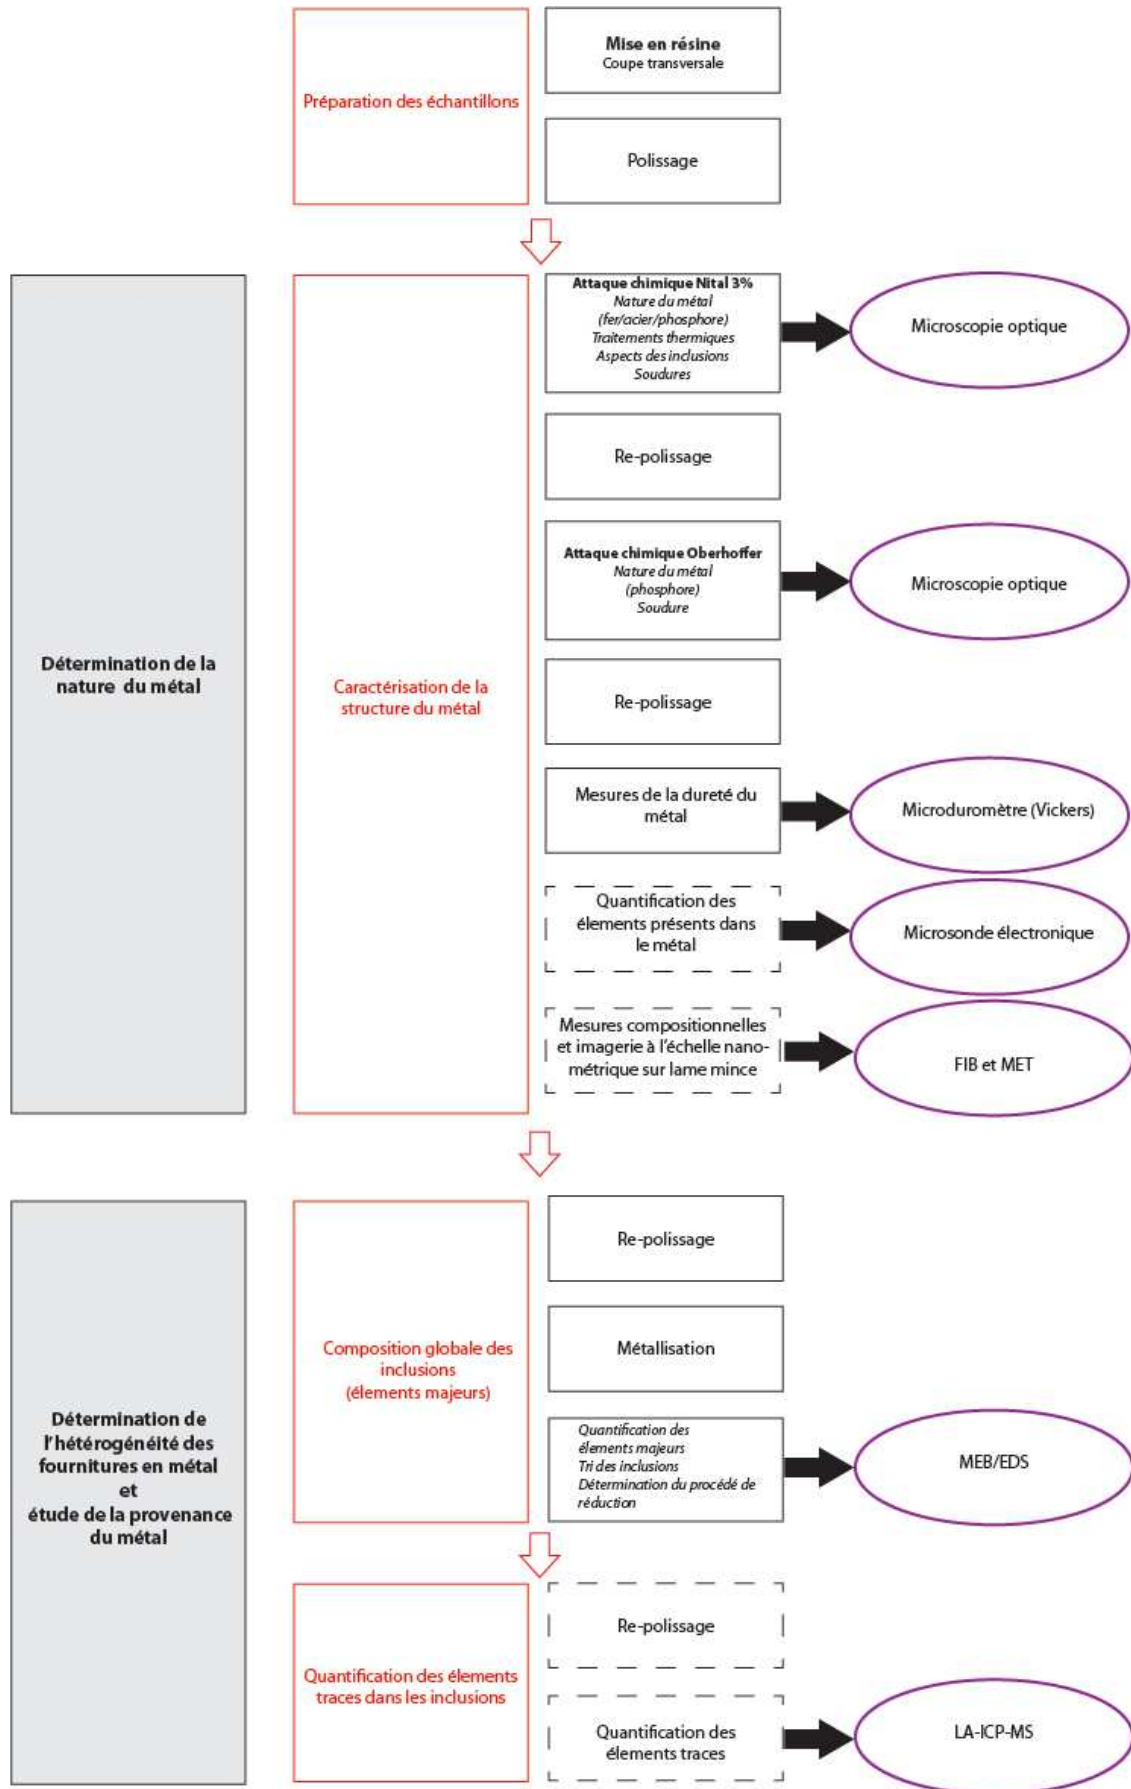 Mise en résine
Coupe transversale
Préparation des échantillons
Polissage
Attaque chimique Nital 3%
Nature du métal
(fer/acier/phosphore)
Traitements thermiques
Aspects des inclusions
Soudures
Microscopie optique
Re-polissage
Attaque chimique Oberhoffer
Nature du métal
(phosphore)
Soudure
Microscopie optique
Détermination de la
nature du métal
Caractérisation de la
structure du métal
Re-polissage
Mesures de la dureté du
métal
Microduromètre (Vickers)
Quantification des
élements présents dans
le métal
Microsonde électronique
Mesures compositionnelles
et imagerie à l'échelle nano-
métrique sur lame mince
FIB et MET
Re-polissage
Composition globale des
inclusions
(élements majeurs)
Métallisation
Détermination de
l'hétérogénéité des
fournitures en métal
et
étude de la provenance
du métal
Quantification des
élements majeurs
Tri des inclusions
Détermination du procédé de
réduction
MEB/EDS
Re-polissage
Quantification des élements
traces dans les inclusions
Quantification des
élements traces
LA-ICP-MS